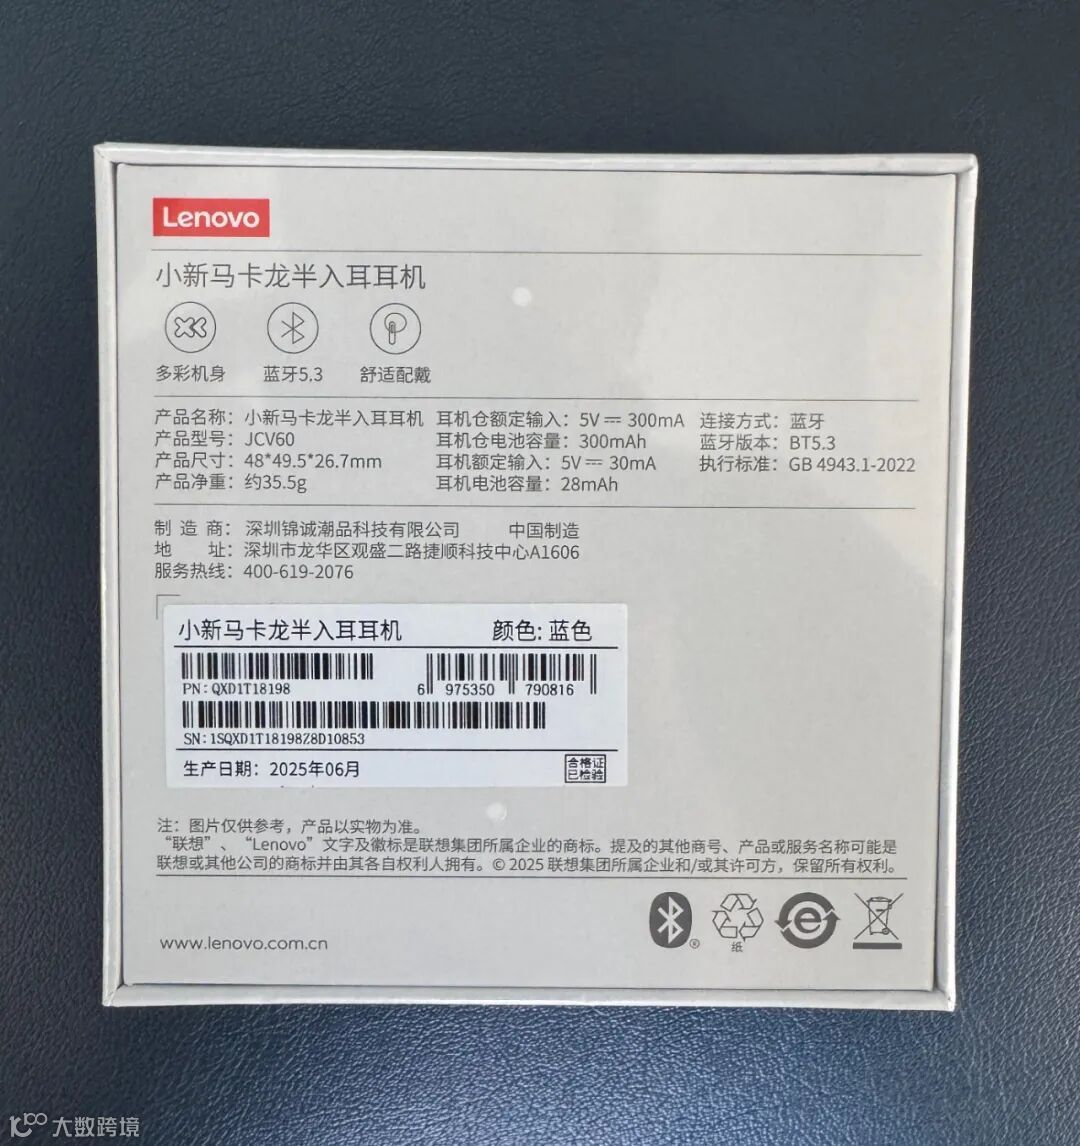 Lenovo
小新马卡龙半入耳耳机
多彩机身 蓝牙5.3 舒适配戴
产品名称：小新马卡龙半入耳耳机 耳机仓额定输入：5V⎓300mA 连接方式：蓝牙
产品型号：JCV60 耳机仓电池容量：300mAh 蓝牙版本：BT5.3
产品尺寸：48*49.5*26.7mm 耳机额定输入：5V⎓30mA 执行标准：GB 4943.1-2022
产品净重：约35.5g 耳机电池容量：28mAh
制 造 商：深圳锦诚潮品科技有限公司 中国制造
地 址：深圳市龙华区观盛二路捷顺科技中心A1606
服务热线：400-619-2076
小新马卡龙半入耳耳机 颜色: 蓝色
PN:QXD1T18198 6 975350 790816
SN:1SQXD1T18198Z8D10853
生产日期：2025年06月 合格证
已检验
注：图片仅供参考，产品以实物为准。
“联想”、“Lenovo”文字及徽标是联想集团所属企业的商标。提及的其他商号、产品或服务名称可能是
联想或其他公司的商标并由其各自权利人拥有。© 2025 联想集团所属企业和/或其许可方，保留所有权利。
®
纸
www.lenovo.com.cn
大数跨境